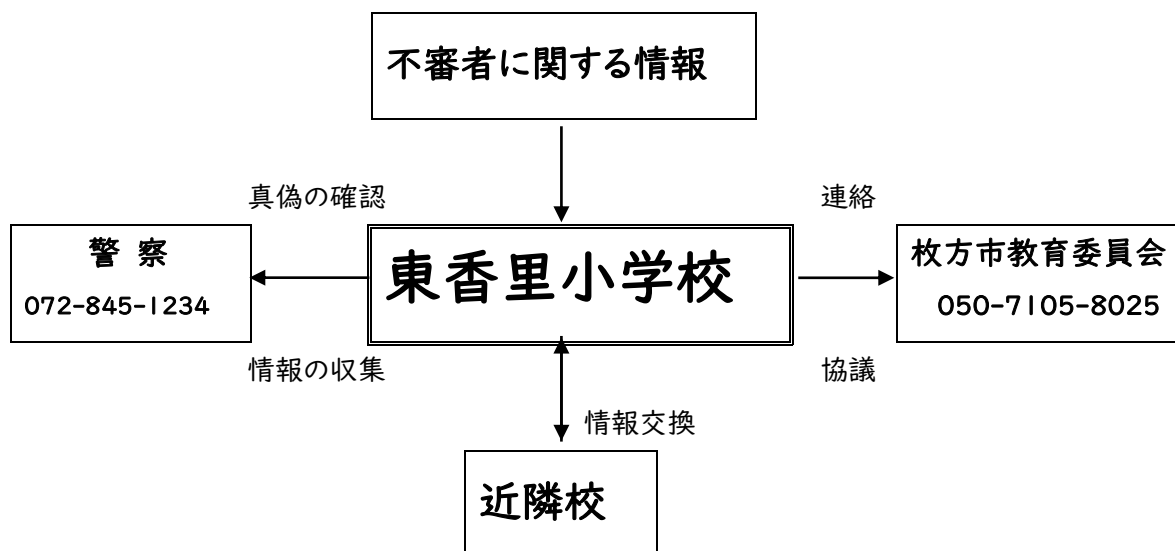 不審者に関する情報
真偽の確認
連絡
警 察
072-845-1234
東香里小学校
枚方市教育委員会
050-7105-8025
情報の収集
協議
情報交換
近隣校